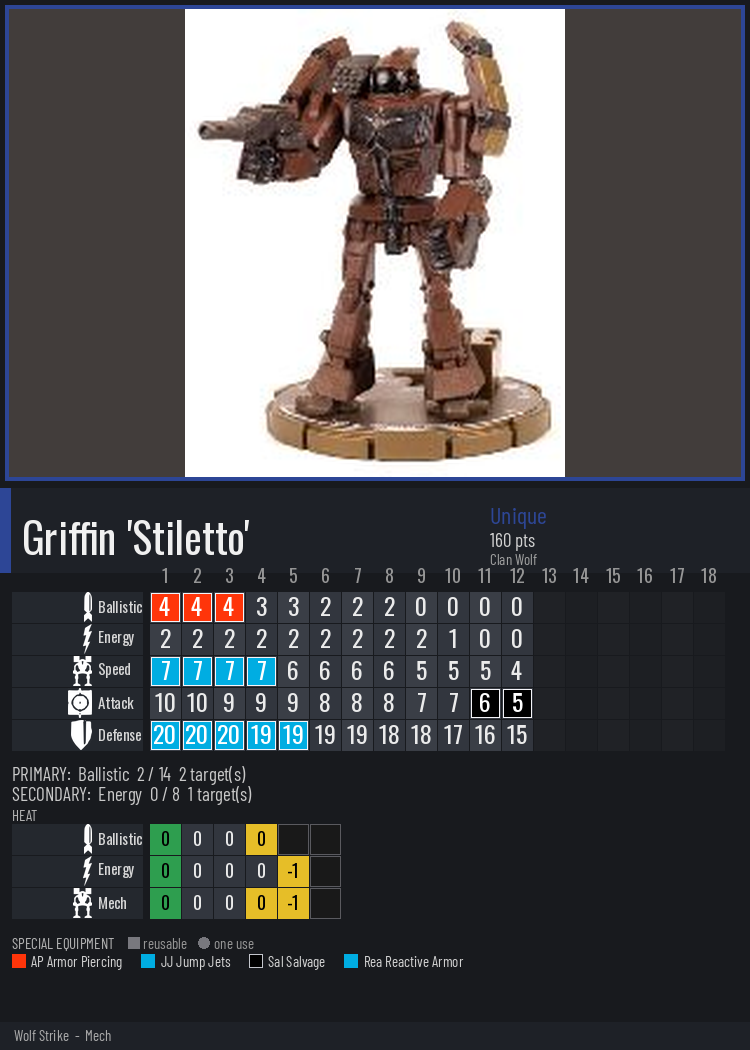 Griffin 'Stiletto'
Unique
160 pts
Clan Wolf
1 2 3 4 5 6 7 8 9 10 11 12 13 14 15 16 17 18
Ballistic 4 4 4 3 3 2 2 2 0 0 0 0
Energy 2 2 2 2 2 2 2 2 2 1 0 0
Speed 7 7 7 7 6 6 6 6 5 5 5 4
Attack 10 10 9 9 9 8 8 8 7 7 6 5
Defense 20 20 20 19 19 19 19 18 18 17 16 15
PRIMARY: Ballistic 2 / 14 2 target(s)
SECONDARY: Energy 0 / 8 1 target(s)
HEAT
Ballistic 0 0 0 0
Energy 0 0 0 0 -1
Mech 0 0 0 0 -1
SPECIAL EQUIPMENT reusable one use
AP Armor Piercing JJ Jump Jets Sal Salvage Rea Reactive Armor
Wolf Strike - Mech